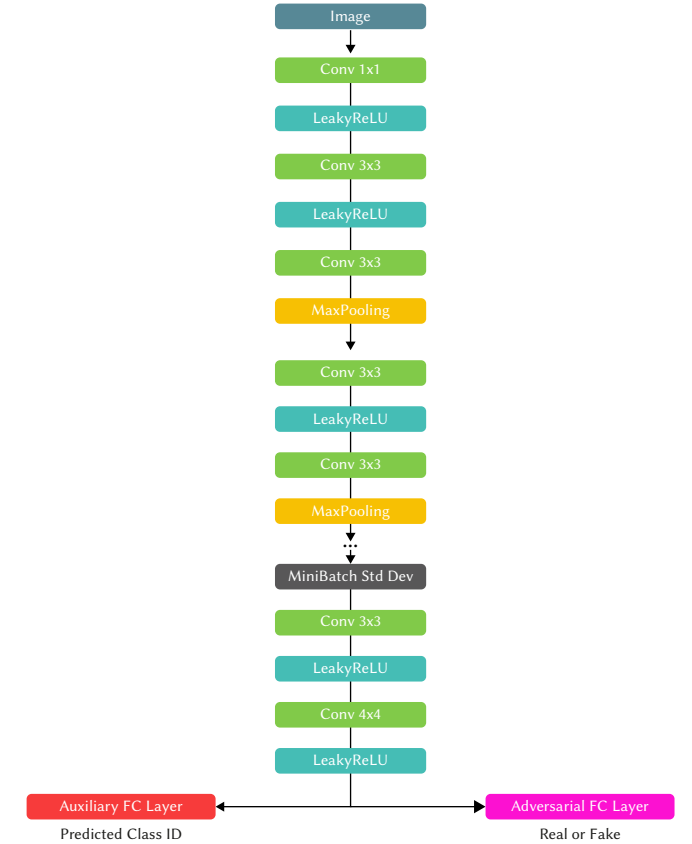 Image
Conv 1x1
LeakyReLU
Conv 3x3
LeakyReLU
Conv 3x3
MaxPooling
Conv 3x3
LeakyReLU
Conv 3x3
MaxPooling
...
MiniBatch Std Dev
Conv 3x3
LeakyReLU
Conv 4x4
LeakyReLU
Auxiliary FC Layer
Adversarial FC Layer
Predicted Class ID
Real or Fake